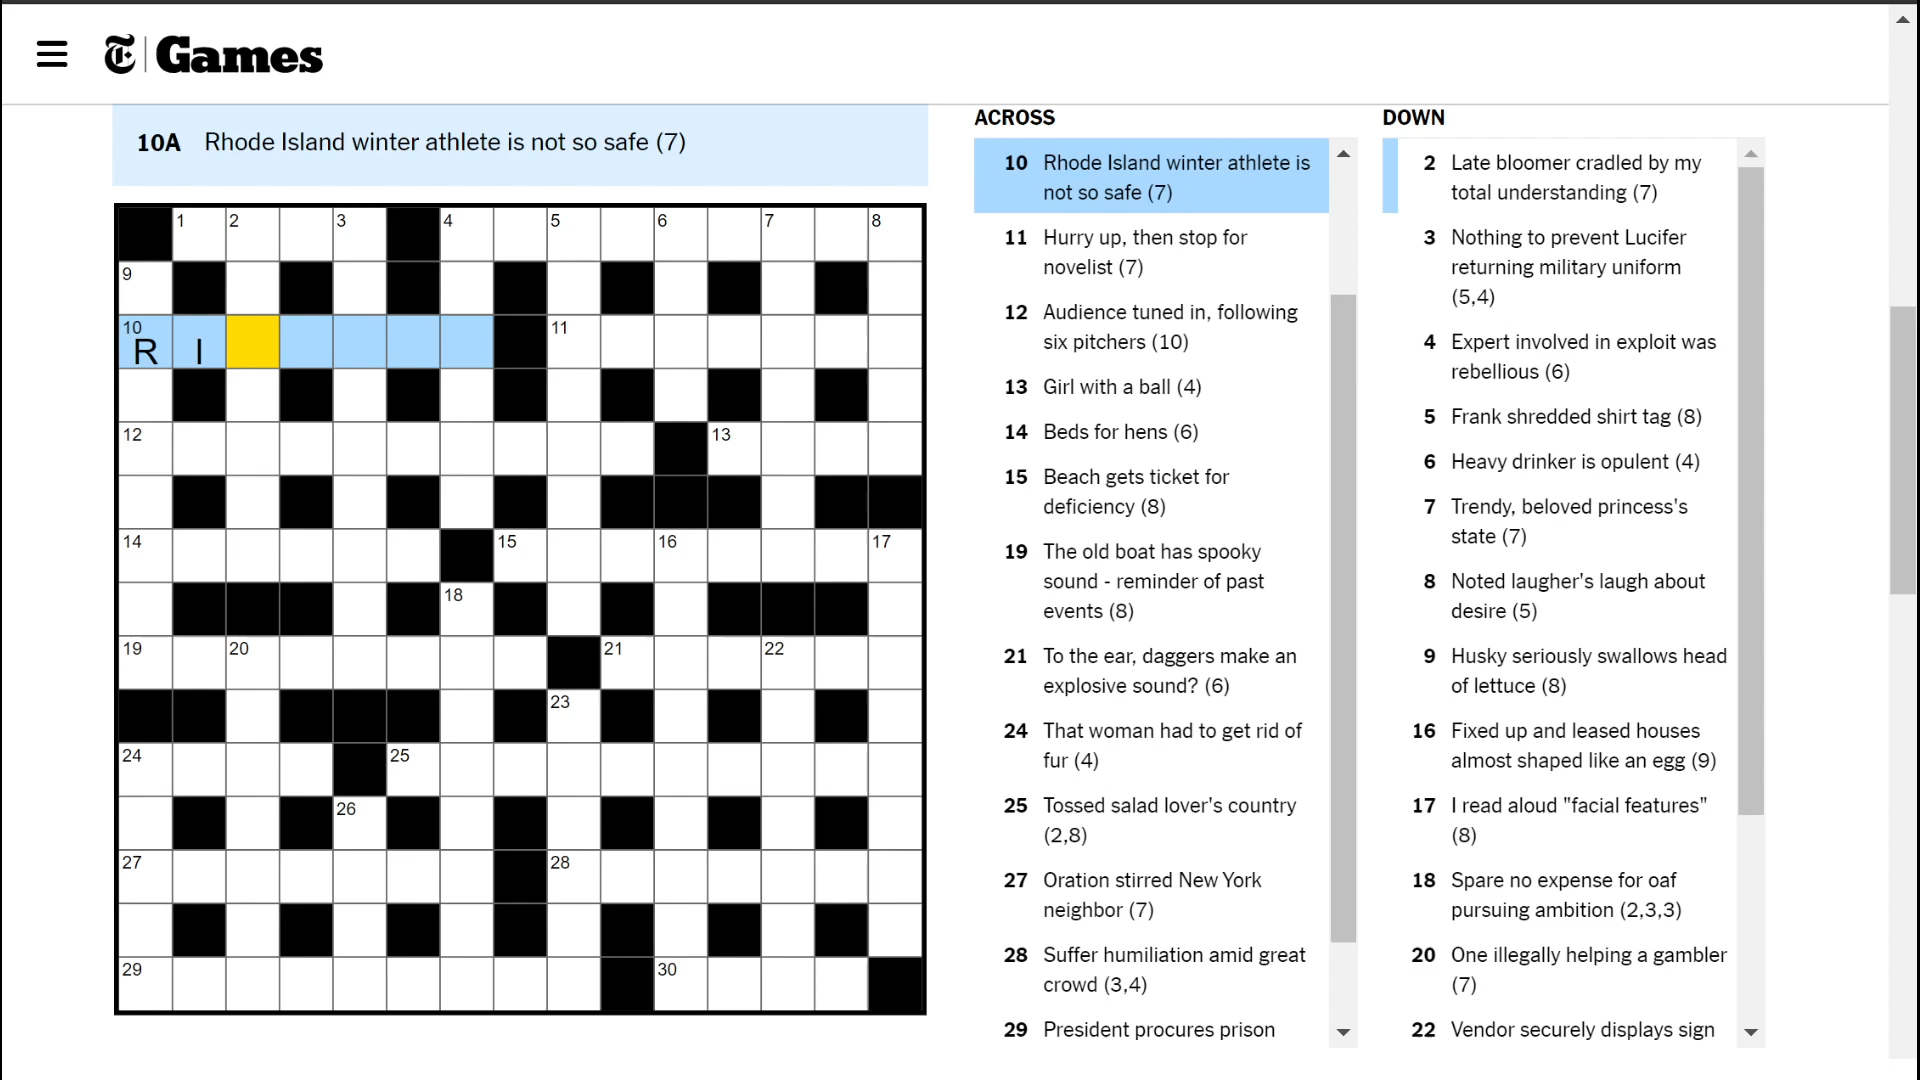 Games
10A Rhode Island winter athlete is not so safe (7)
1 2 3 4 5 6 7 8
9
10 11
R I
12 13
14 15 16 17
18
19 20 21 22
23
24 25
26
27 28
29 30
ACROSS
10 Rhode Island winter athlete is
not so safe (7)
11 Hurry up, then stop for
novelist (7)
12 Audience tuned in, following
six pitchers (10)
13 Girl with a ball (4)
14 Beds for hens (6)
15 Beach gets ticket for
deficiency (8)
19 The old boat has spooky
sound - reminder of past
events (8)
21 To the ear, daggers make an
explosive sound? (6)
24 That woman had to get rid of
fur (4)
25 Tossed salad lover's country
(2,8)
27 Oration stirred New York
neighbor (7)
28 Suffer humiliation amid great
crowd (3,4)
29 President procures prison
DOWN
2 Late bloomer cradled by my
total understanding (7)
3 Nothing to prevent Lucifer
returning military uniform
(5,4)
4 Expert involved in exploit was
rebellious (6)
5 Frank shredded shirt tag (8)
6 Heavy drinker is opulent (4)
7 Trendy, beloved princess's
state (7)
8 Noted laugher's laugh about
desire (5)
9 Husky seriously swallows head
of lettuce (8)
16 Fixed up and leased houses
almost shaped like an egg (9)
17 I read aloud "facial features"
(8)
18 Spare no expense for oaf
pursuing ambition (2,3,3)
20 One illegally helping a gambler
(7)
22 Vendor securely displays sign